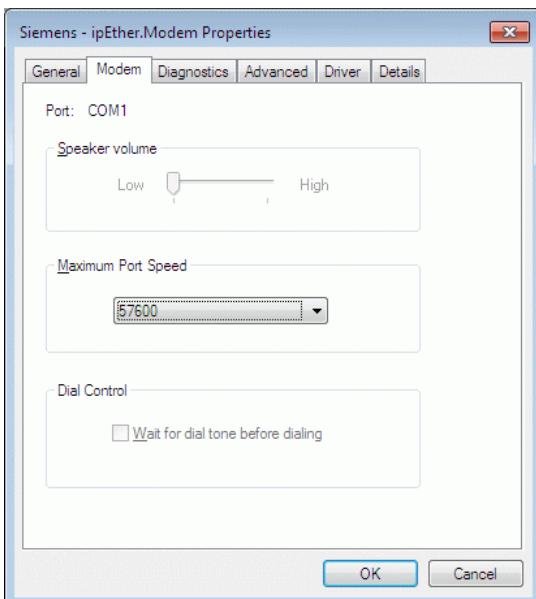 Siemens - ipEther.Modem Properties
General Modem Diagnostics Advanced Driver Details
Port: COM1
Speaker volume
Low High
Maximum Port Speed
57600
Dial Control
Wait for dial tone before dialing
OK Cancel